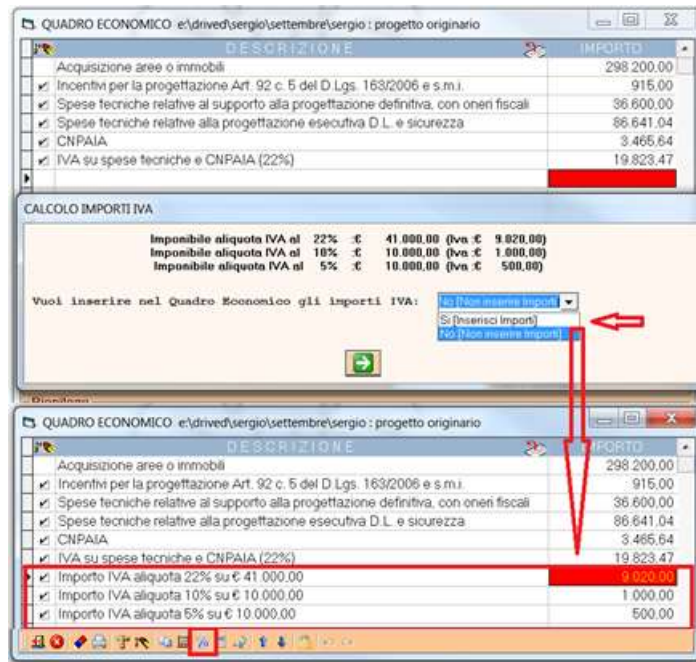 QUADRO ECONOMICO e:\drived\sergio\settembre\sergio : progetto originario
DESCRIZIONE IMPORTO
Acquisizione aree o immobili 298.200,00
Incentivi per la progettazione Art. 92 c. 5 del D.Lgs. 163/2006 e s.m.i. 915,00
Spese tecniche relative al supporto alla progettazione definitiva, con oneri fiscali 36.600,00
Spese tecniche relative alla progettazione esecutiva D.L. e sicurezza 86.641,04
CNPAIA 3.465,64
IVA su spese tecniche e CNPAIA (22%) 19.823,47
CALCOLO IMPORTI IVA
Imponibile aliquota IVA al 22% :£ 41.000,00 (Iva :£ 9.020,00)
Imponibile aliquota IVA al 10% :£ 10.000,00 (Iva :£ 1.000,00)
Imponibile aliquota IVA al 5% :£ 10.000,00 (Iva :£ 500,00)
Vuoi inserire nel Quadro Economico gli importi IVA: No [Non inserire Importi]
Si [Inserisci Importi]
No [Non inserire Importi]
Riepilogo
QUADRO ECONOMICO e:\drived\sergio\settembre\sergio : progetto originario
DESCRIZIONE IMPORTO
Acquisizione aree o immobili 298.200,00
Incentivi per la progettazione Art. 92 c. 5 del D.Lgs. 163/2006 e s.m.i. 915,00
Spese tecniche relative al supporto alla progettazione definitiva, con oneri fiscali 36.600,00
Spese tecniche relative alla progettazione esecutiva D.L. e sicurezza 86.641,04
CNPAIA 3.465,64
IVA su spese tecniche e CNPAIA (22%) 19.823,47
Importo IVA aliquota 22% su € 41.000,00 9.020,00
Importo IVA aliquota 10% su € 10.000,00 1.000,00
Importo IVA aliquota 5% su € 10.000,00 500,00